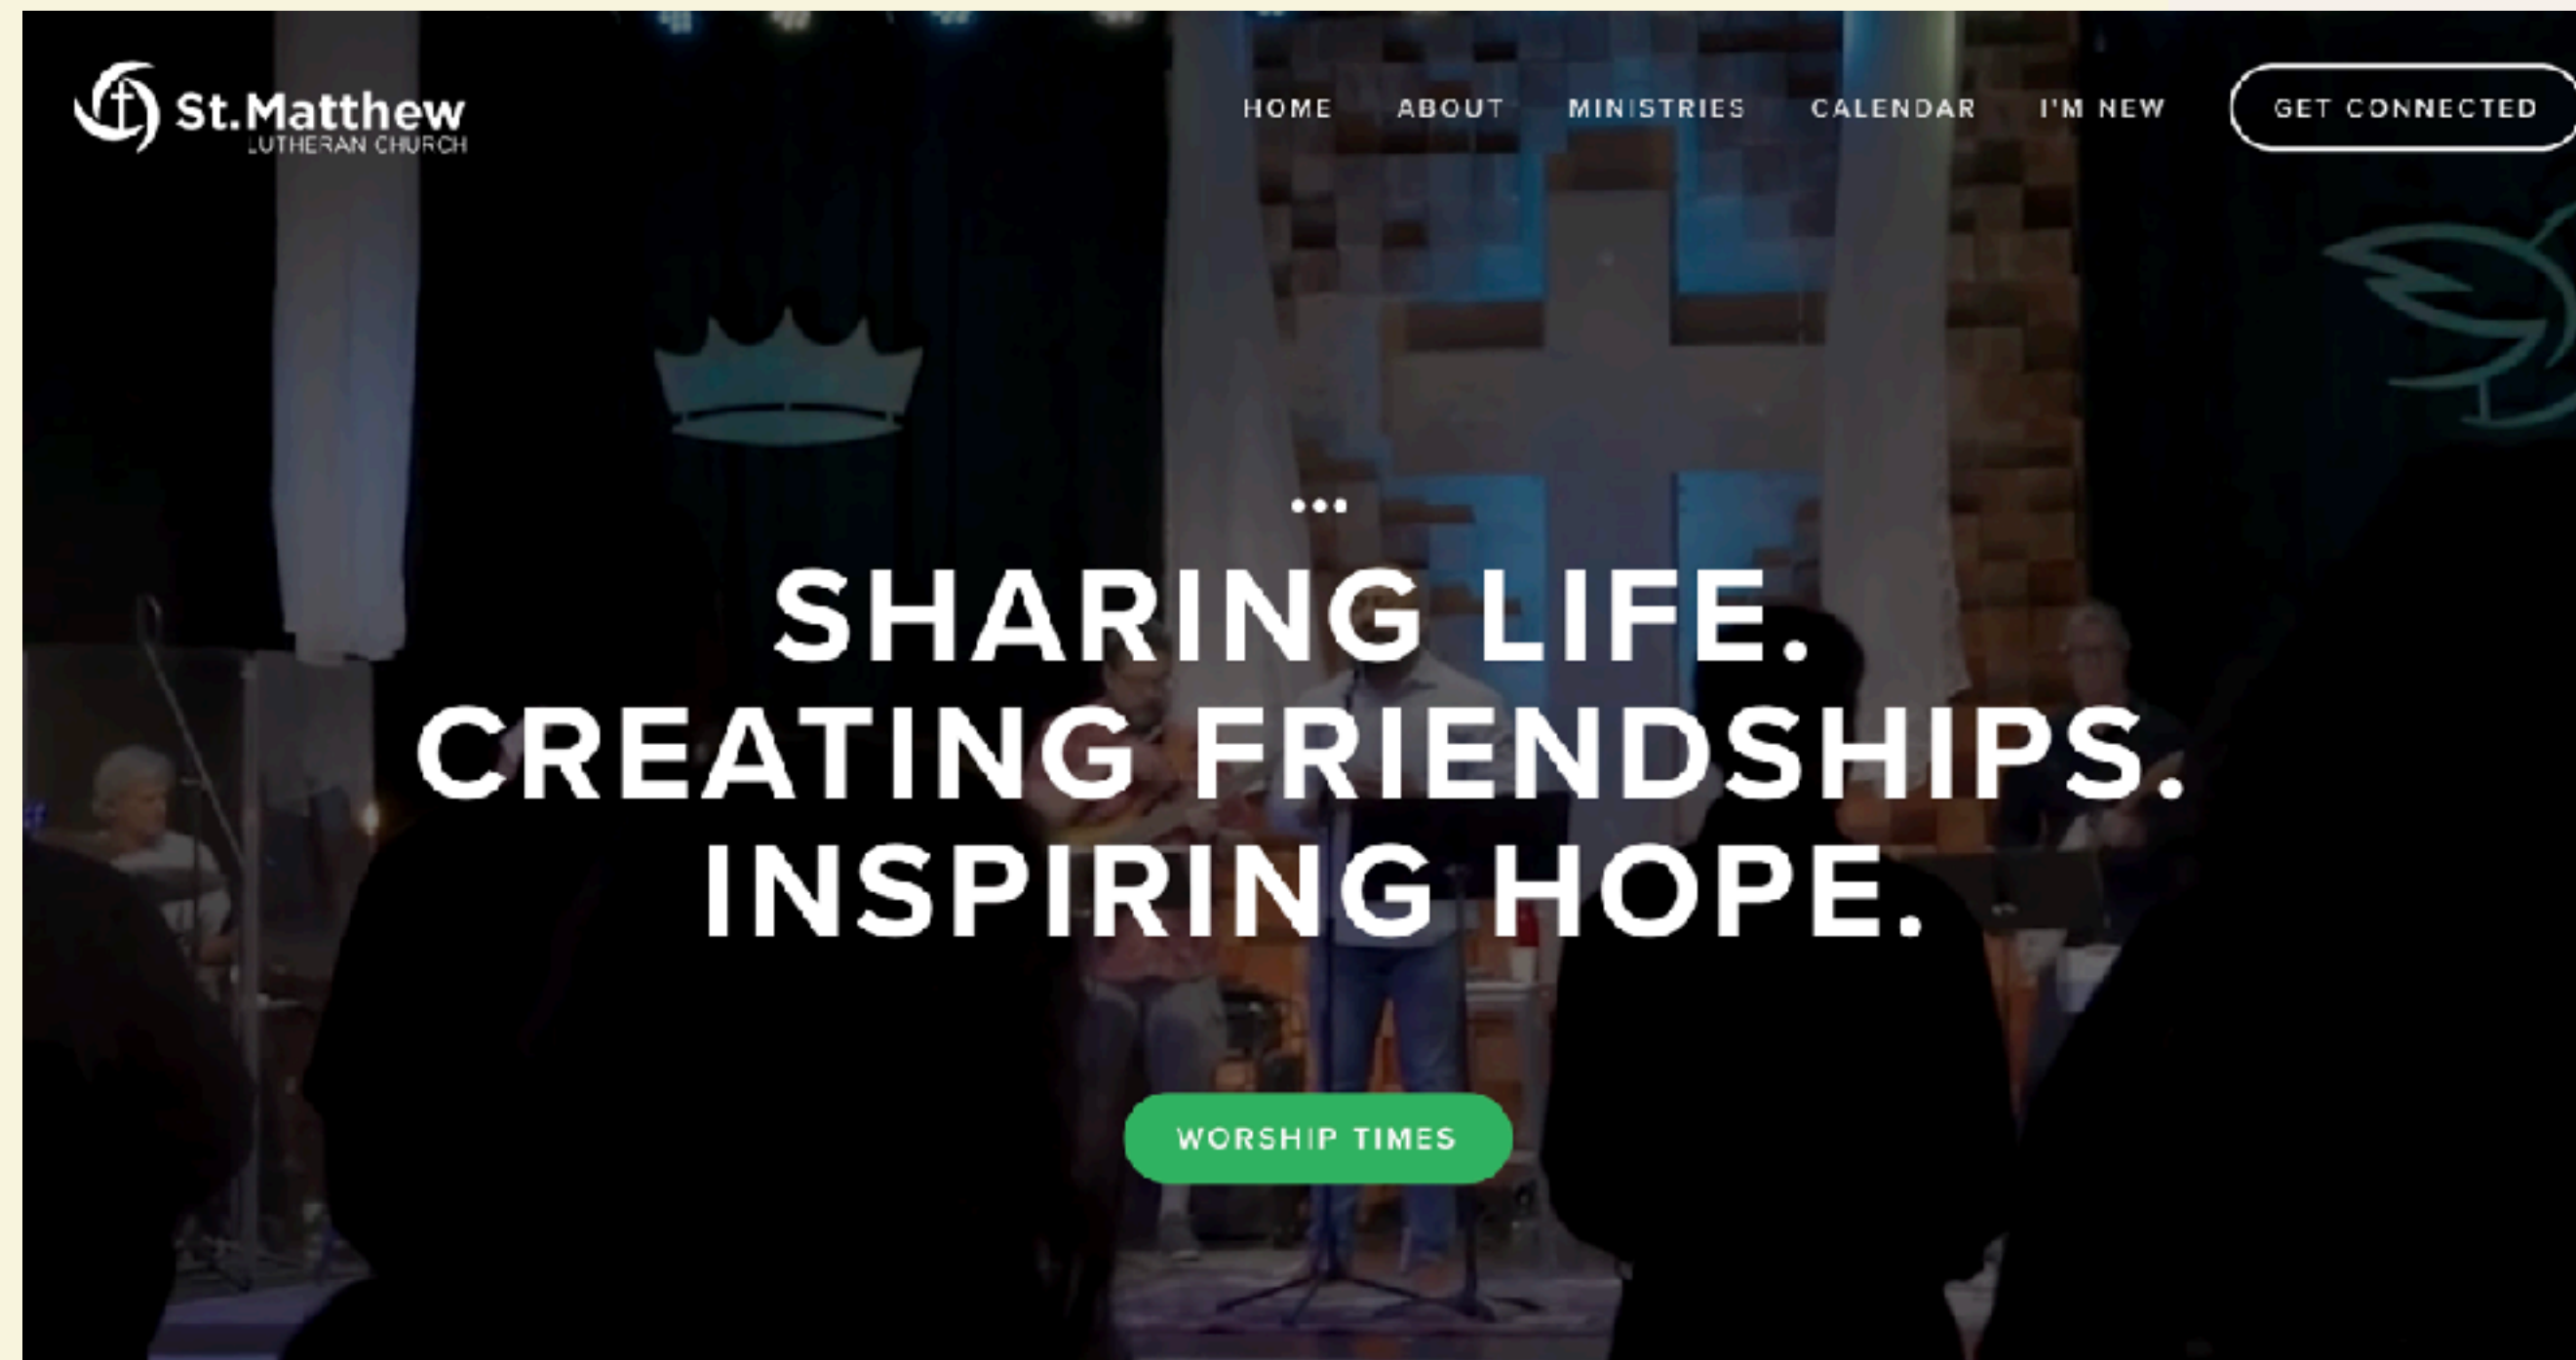 St.Matthew
LUTHERAN CHURCH
HOME ABOUT MINISTRIES CALENDAR I'M NEW GET CONNECTED
SHARING LIFE.
CREATING FRIENDSHIPS.
INSPIRING HOPE.
WORSHIP TIMES